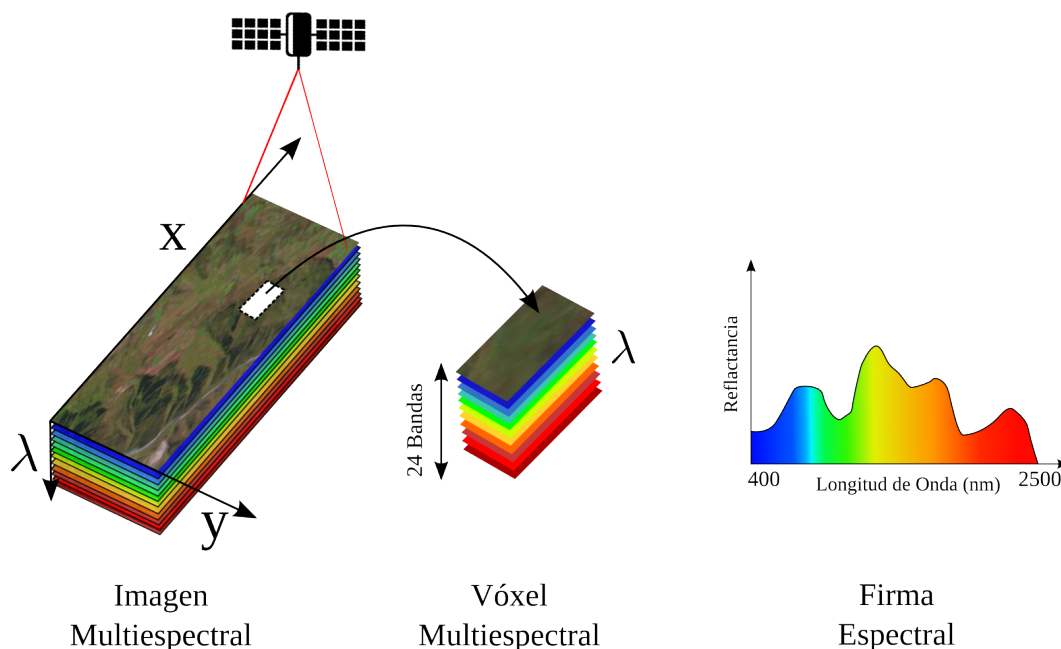 x
λ
y
24 Bandas
λ
Reflactancia
400
Longitud de Onda (nm)
2500
Imagen
Multiespectral
Vóxel
Multiespectral
Firma
Espectral